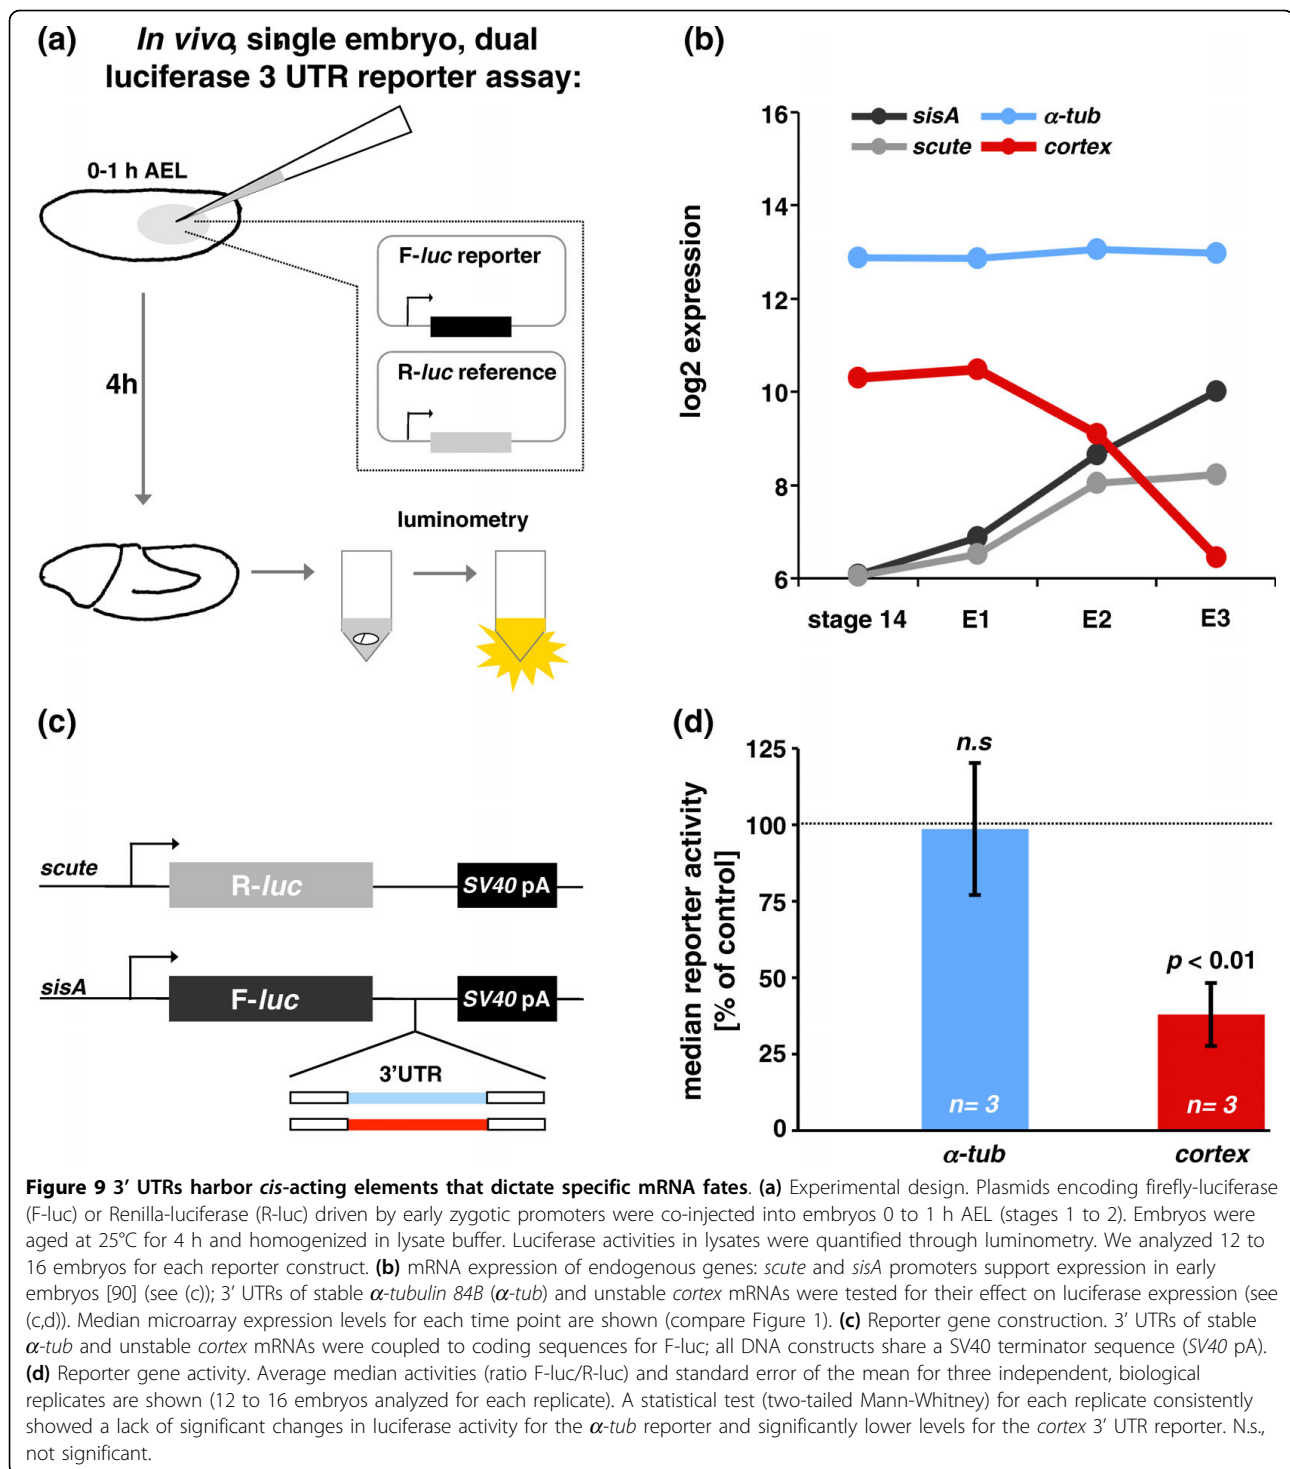 (a)
In vivo, single embryo, dual
luciferase 3 UTR reporter assay:
0-1 h AEL
F-luc reporter
R-luc reference
4h
luminometry
(b)
sisA
α-tub
scute
cortex
log2 expression
16
14
12
10
8
6
stage 14
E1
E2
E3
(c)
scute
R-luc
SV40 pA
sisA
F-luc
SV40 pA
3'UTR
(d)
median reporter activity
[% of control]
125
100
75
50
25
0
n.s
p < 0.01
n= 3
n= 3
α-tub
cortex
Figure 9 3' UTRs harbor cis-acting elements that dictate specific mRNA fates. (a) Experimental design. Plasmids encoding firefly-luciferase
(F-luc) or Renilla-luciferase (R-luc) driven by early zygotic promoters were co-injected into embryos 0 to 1 h AEL (stages 1 to 2). Embryos were
aged at 25°C for 4 h and homogenized in lysate buffer. Luciferase activities in lysates were quantified through luminometry. We analyzed 12 to
16 embryos for each reporter construct. (b) mRNA expression of endogenous genes: scute and sisA promoters support expression in early
embryos [90] (see (c)); 3' UTRs of stable α-tubulin 84B (α-tub) and unstable cortex mRNAs were tested for their effect on luciferase expression (see
(c,d)). Median microarray expression levels for each time point are shown (compare Figure 1). (c) Reporter gene construction. 3' UTRs of stable
α-tub and unstable cortex mRNAs were coupled to coding sequences for F-luc; all DNA constructs share a SV40 terminator sequence (SV40 pA).
(d) Reporter gene activity. Average median activities (ratio F-luc/R-luc) and standard error of the mean for three independent, biological
replicates are shown (12 to 16 embryos analyzed for each replicate). A statistical test (two-tailed Mann-Whitney) for each replicate consistently
showed a lack of significant changes in luciferase activity for the α-tub reporter and significantly lower levels for the cortex 3' UTR reporter. N.s.,
not significant.